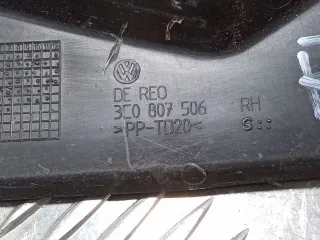 DE REO
3C0 807 506 RH
>PP-TD20< S::